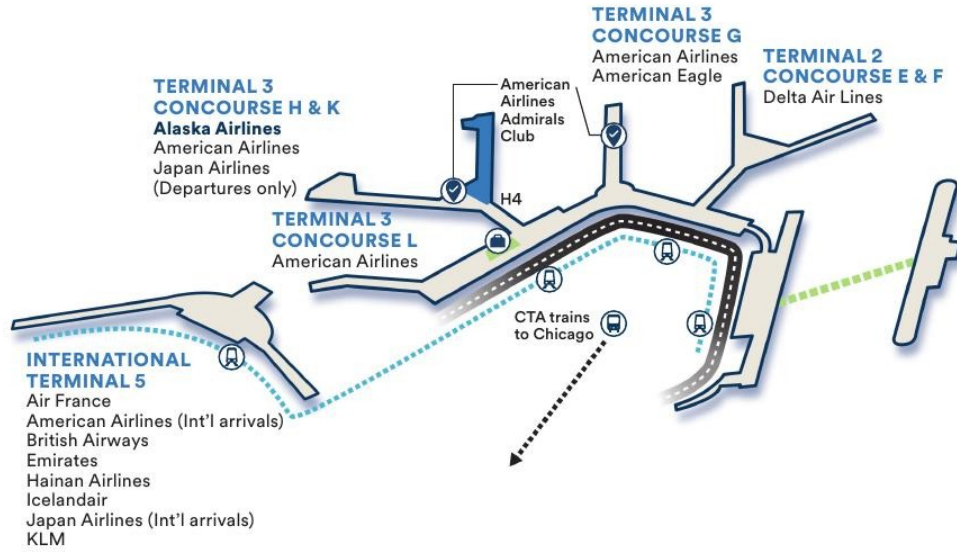 TERMINAL 3
CONCOURSE G
American Airlines
American Eagle
TERMINAL 2
CONCOURSE E & F
Delta Air Lines
TERMINAL 3
CONCOURSE H & K
Alaska Airlines
American Airlines
Japan Airlines
(Departures only)
American
Airlines
Admirals
Club
H4
TERMINAL 3
CONCOURSE L
American Airlines
CTA trains
to Chicago
INTERNATIONAL
TERMINAL 5
Air France
American Airlines (Int'l arrivals)
British Airways
Emirates
Hainan Airlines
Icelandair
Japan Airlines (Int'l arrivals)
KLM